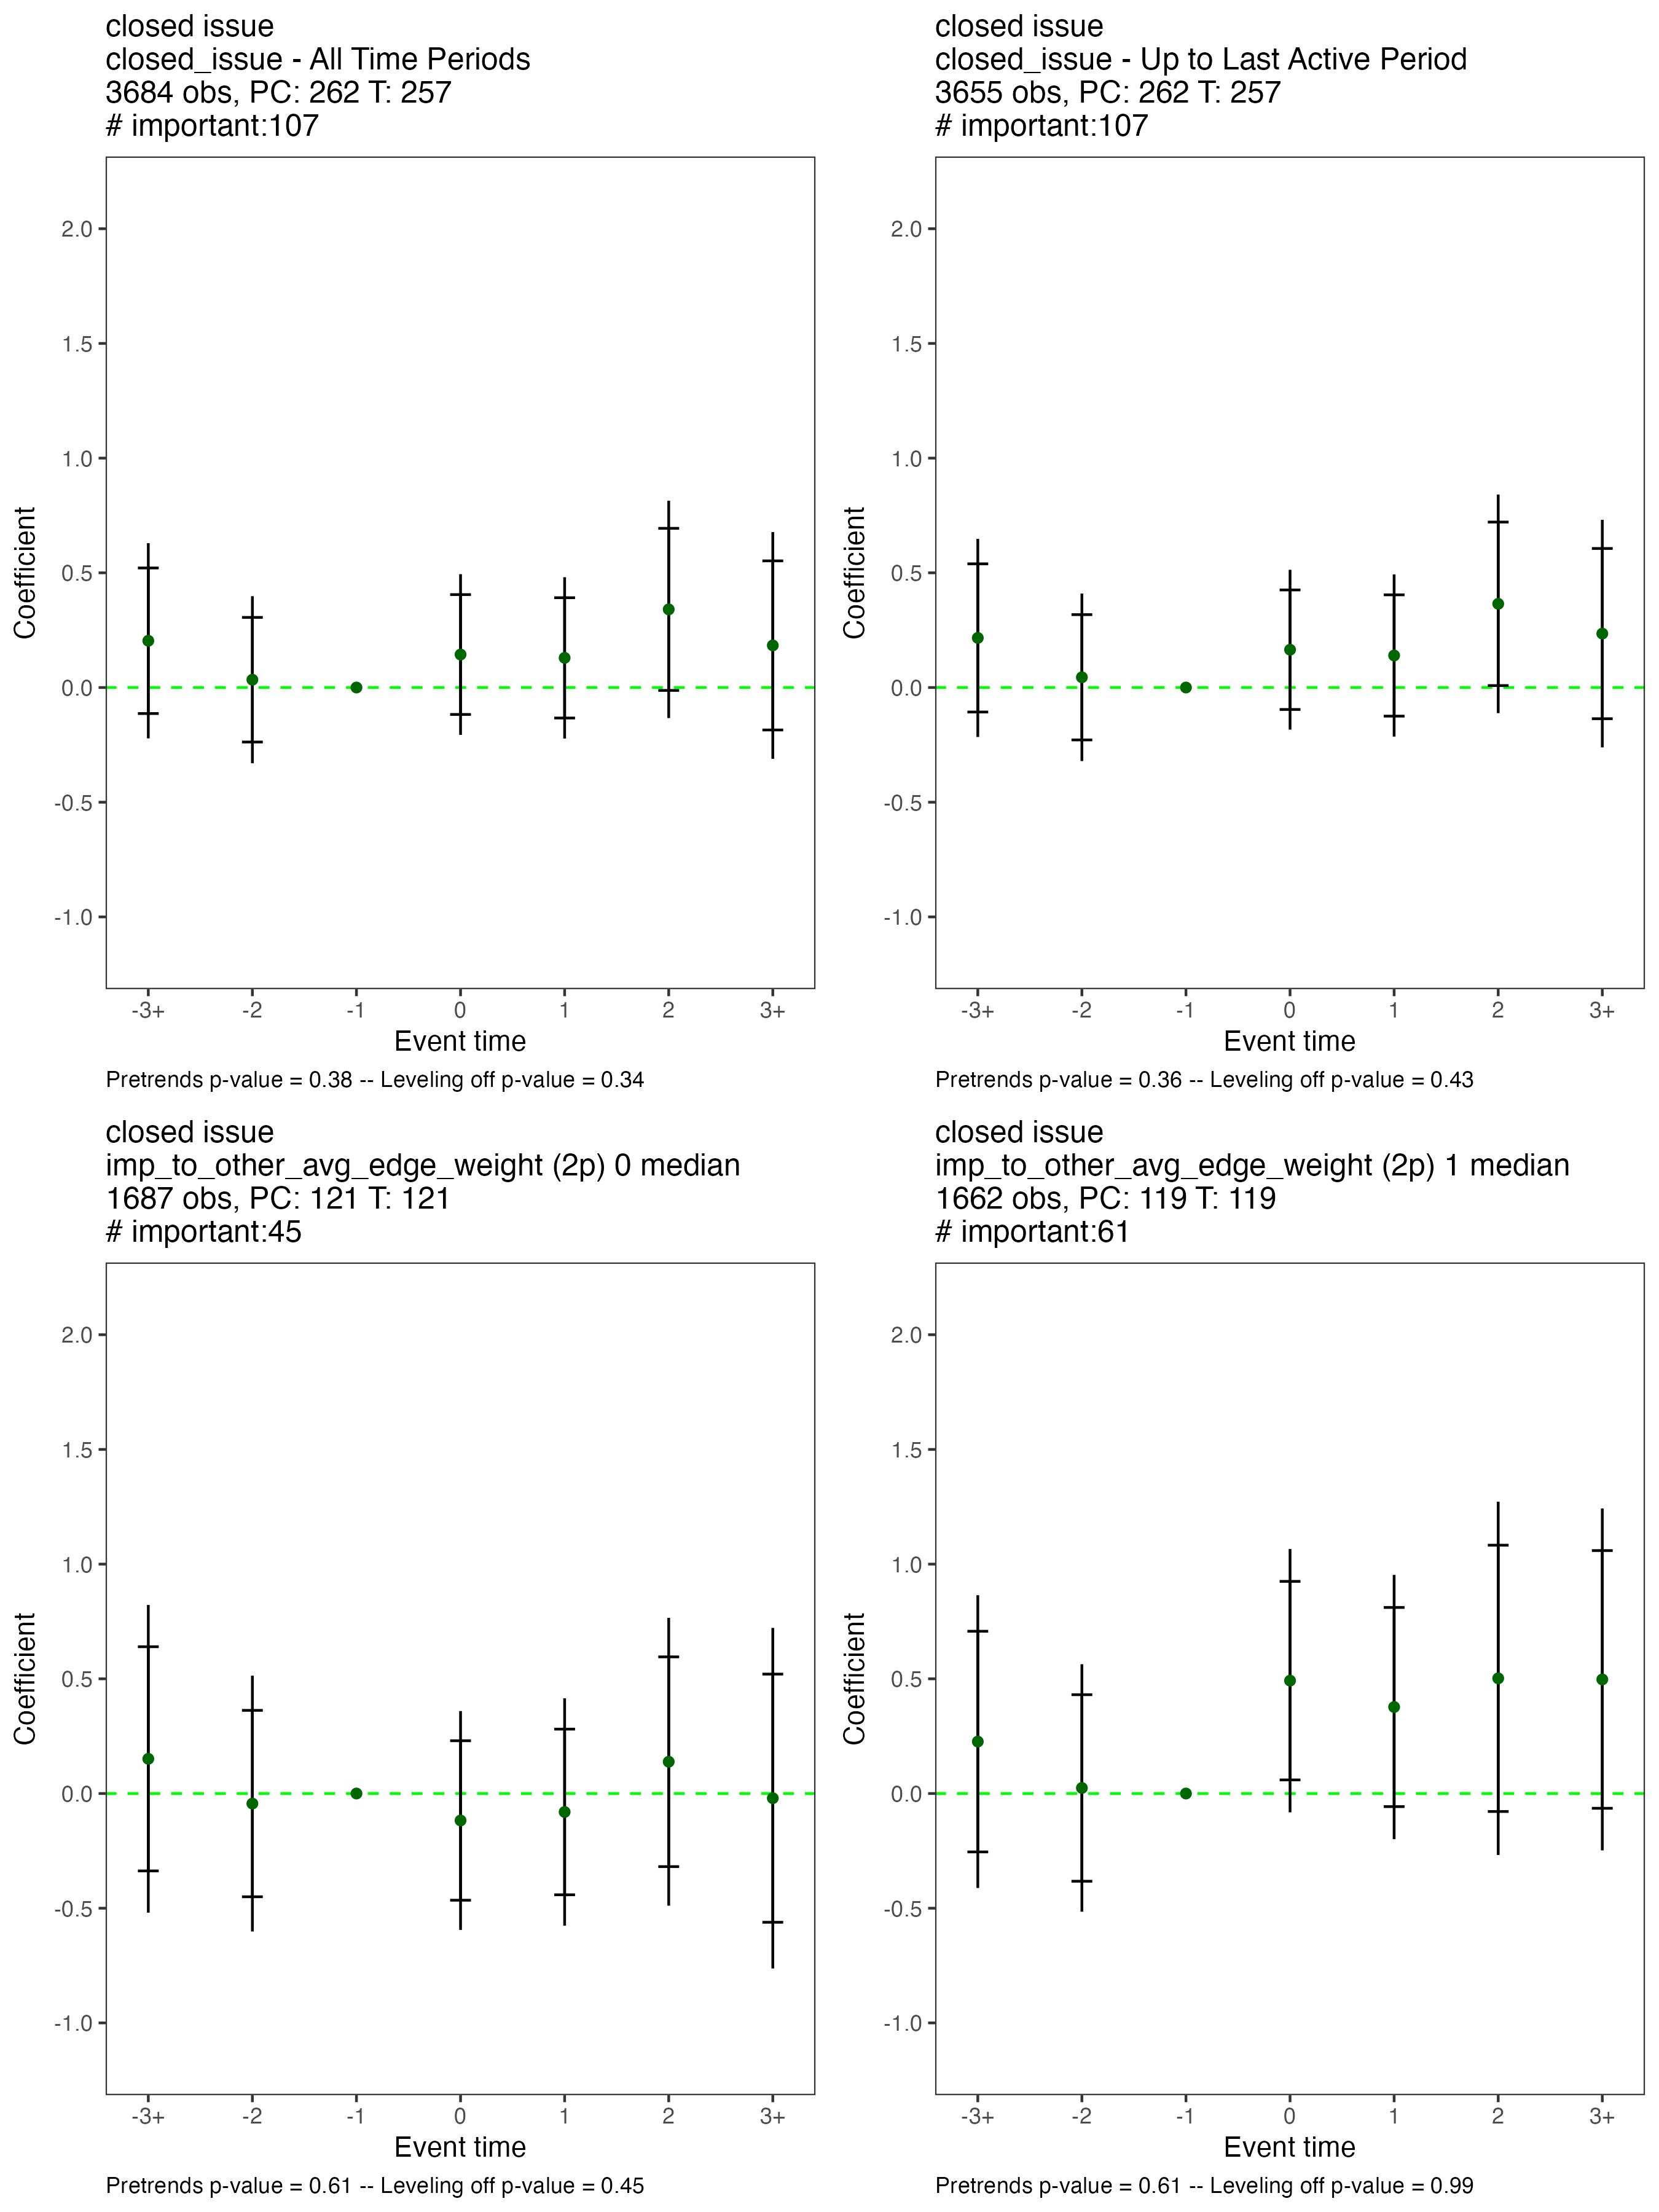 closed issue
closed_issue - All Time Periods
3684 obs, PC: 262 T: 257
# important:107
2.0
1.5
1.0
0.5
0.0
-0.5
-1.0
Coefficient
-3+ -2 -1 0 1 2 3+
Event time
Pretrends p-value = 0.38 -- Leveling off p-value = 0.34
closed issue
closed_issue - Up to Last Active Period
3655 obs, PC: 262 T: 257
# important:107
2.0
1.5
1.0
0.5
0.0
-0.5
-1.0
Coefficient
-3+ -2 -1 0 1 2 3+
Event time
Pretrends p-value = 0.36 -- Leveling off p-value = 0.43
closed issue
imp_to_other_avg_edge_weight (2p) 0 median
1687 obs, PC: 121 T: 121
# important:45
2.0
1.5
1.0
0.5
0.0
-0.5
-1.0
Coefficient
-3+ -2 -1 0 1 2 3+
Event time
Pretrends p-value = 0.61 -- Leveling off p-value = 0.45
closed issue
imp_to_other_avg_edge_weight (2p) 1 median
1662 obs, PC: 119 T: 119
# important:61
2.0
1.5
1.0
0.5
0.0
-0.5
-1.0
Coefficient
-3+ -2 -1 0 1 2 3+
Event time
Pretrends p-value = 0.61 -- Leveling off p-value = 0.99